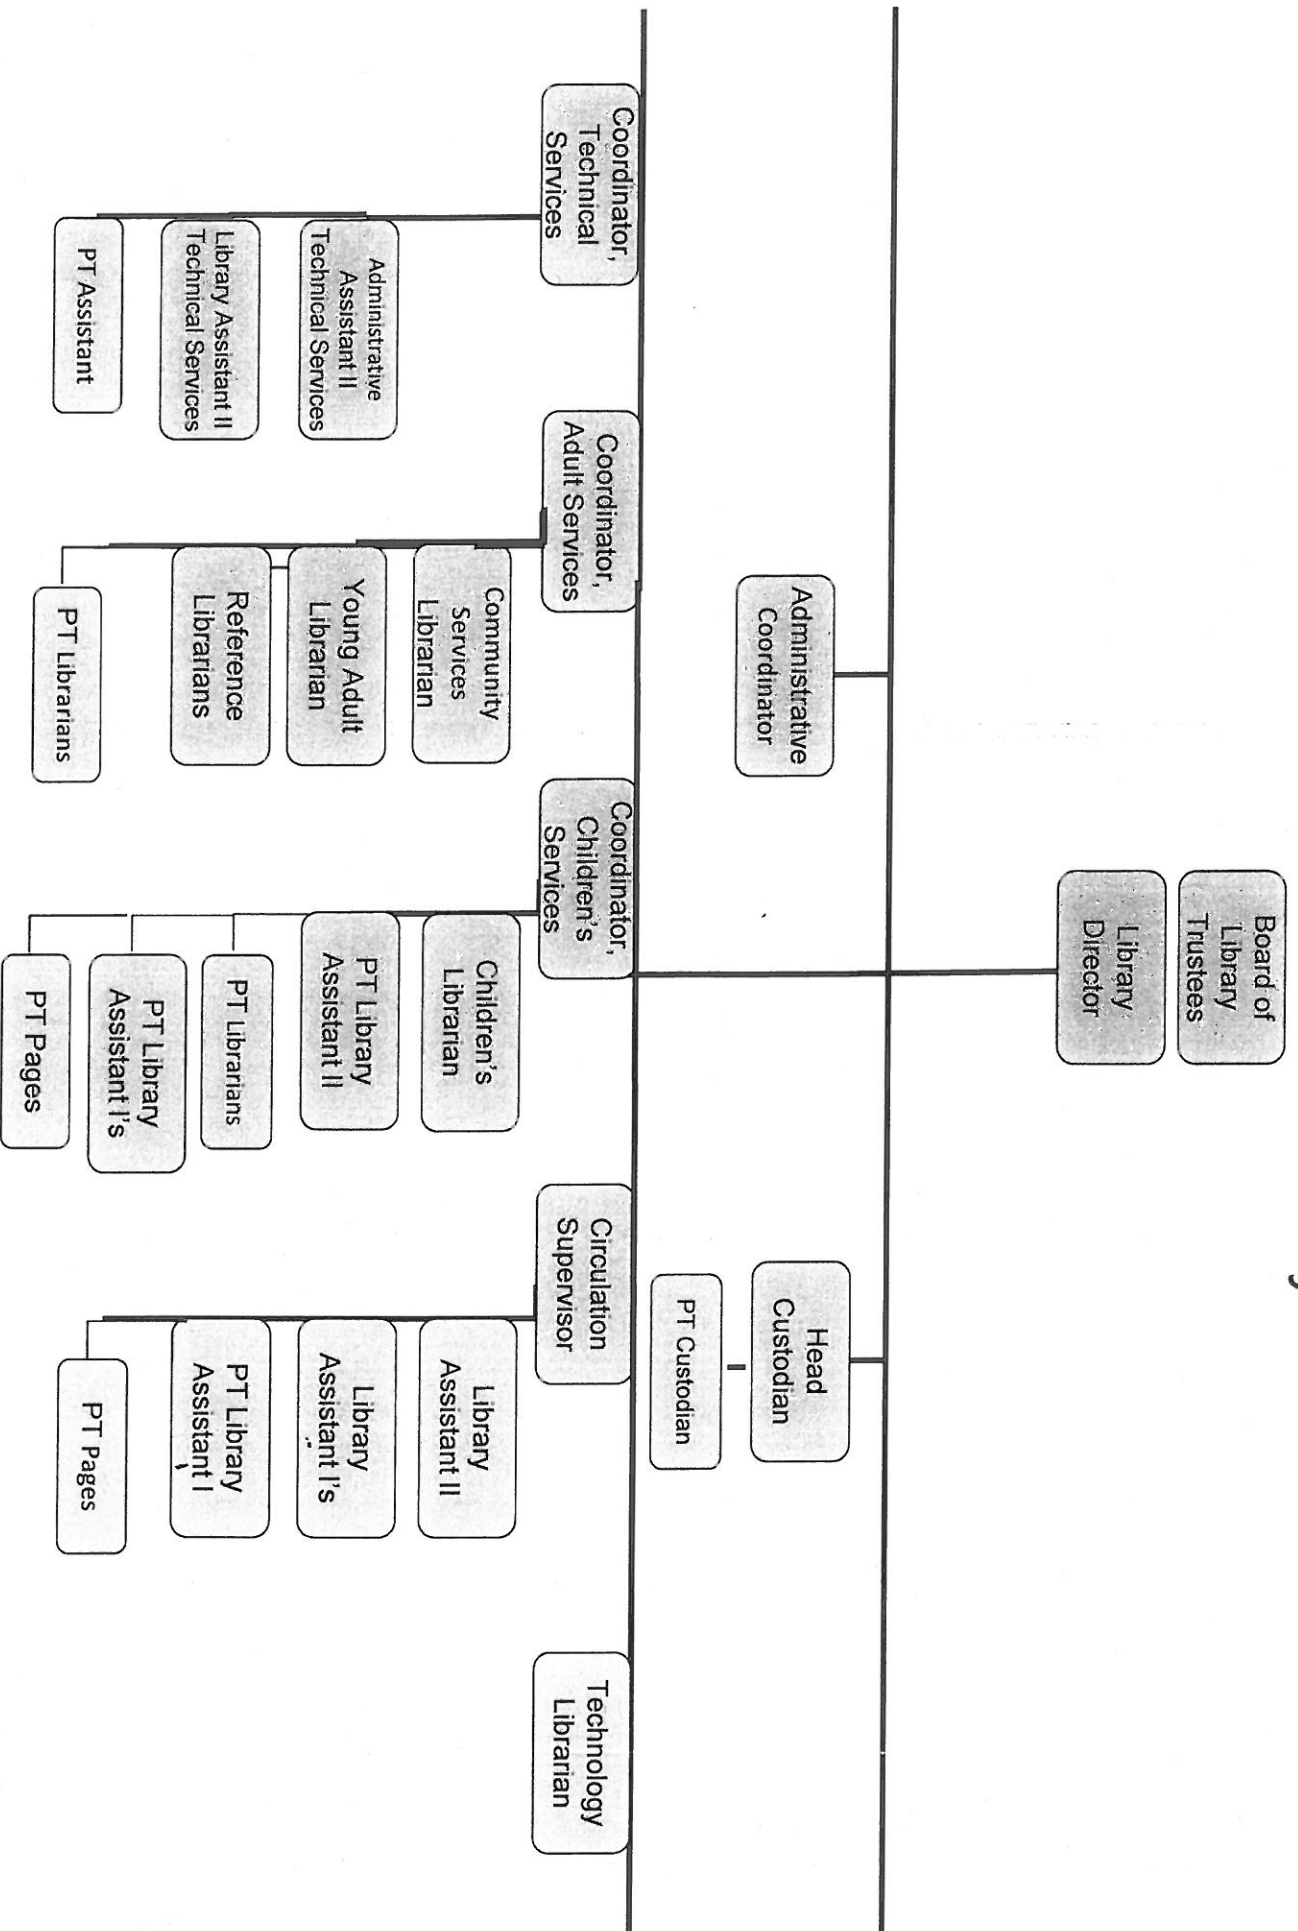 Board of
Library
Trustees
Library
Director
Administrative
Coordinator
Head
Custodian
PT Custodian
Coordinator,
Technical
Services
Administrative
Assistant II
Technical Services
Library Assistant II
Technical Services
PT Assistant
Coordinator,
Adult Services
Community
Services
Librarian
Young Adult
Librarian
Reference
Librarians
PT Librarians
Coordinator,
Children's
Services
Children's
Librarian
PT Library
Assistant II
PT Librarians
PT Library
Assistant I's
PT Pages
Circulation
Supervisor
Library
Assistant II
Library
Assistant I's
PT Library
Assistant I
PT Pages
Technology
Librarian